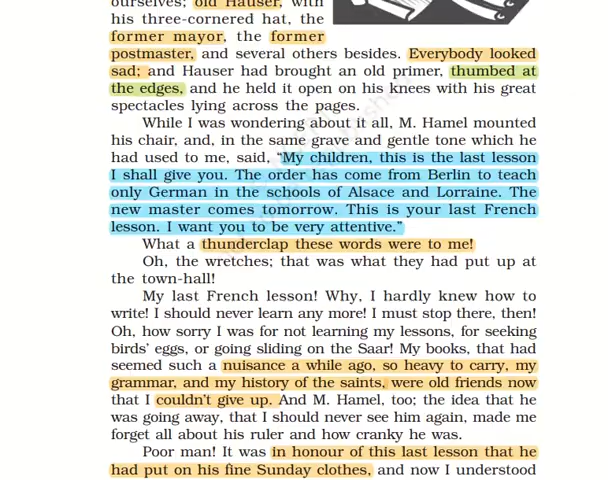 ourselves; old Hauser, with
his three-cornered hat, the
former mayor, the former
postmaster, and several others besides. Everybody looked
sad; and Hauser had brought an old primer, thumbed at
the edges, and he held it open on his knees with his great
spectacles lying across the pages.
While I was wondering about it all, M. Hamel mounted
his chair, and, in the same grave and gentle tone which he
had used to me, said, “My children, this is the last lesson
I shall give you. The order has come from Berlin to teach
only German in the schools of Alsace and Lorraine. The
new master comes tomorrow. This is your last French
lesson. I want you to be very attentive.”
What a thunderclap these words were to me!
Oh, the wretches; that was what they had put up at
the town-hall!
My last French lesson! Why, I hardly knew how to
write! I should never learn any more! I must stop there, then!
Oh, how sorry I was for not learning my lessons, for seeking
birds’ eggs, or going sliding on the Saar! My books, that had
seemed such a nuisance a while ago, so heavy to carry, my
grammar, and my history of the saints, were old friends now
that I couldn’t give up. And M. Hamel, too; the idea that he
was going away, that I should never see him again, made me
forget all about his ruler and how cranky he was.
Poor man! It was in honour of this last lesson that he
had put on his fine Sunday clothes, and now I understood